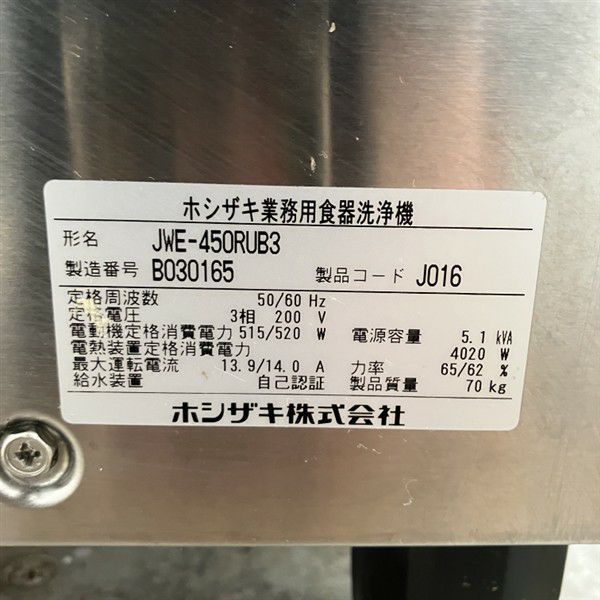 ホシザキ業務用食器洗浄機
形名 JWE-450RUB3
製造番号 B030165 製品コード J016
定格周波数 50/60 Hz
定格電圧 3相 200 V
電動機定格消費電力 515/520 W 電源容量 5.1 kVA
電熱装置定格消費電力 4020 W
最大運転電流 13.9/14.0 A 力率 65/62 %
給水装置 自己認証 製品質量 70 kg
ホシザキ株式会社